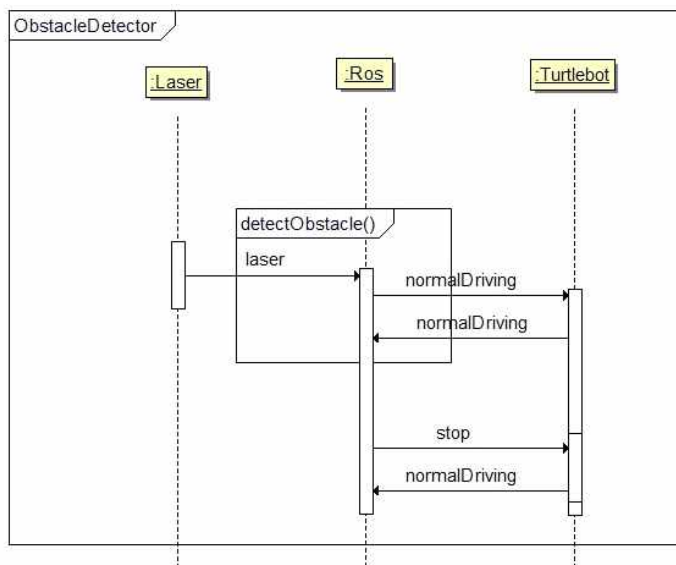 ObstacleDetector
:Laser
:Ros
:Turtlebot
detectObstacle()
laser
normalDriving
normalDriving
stop
normalDriving